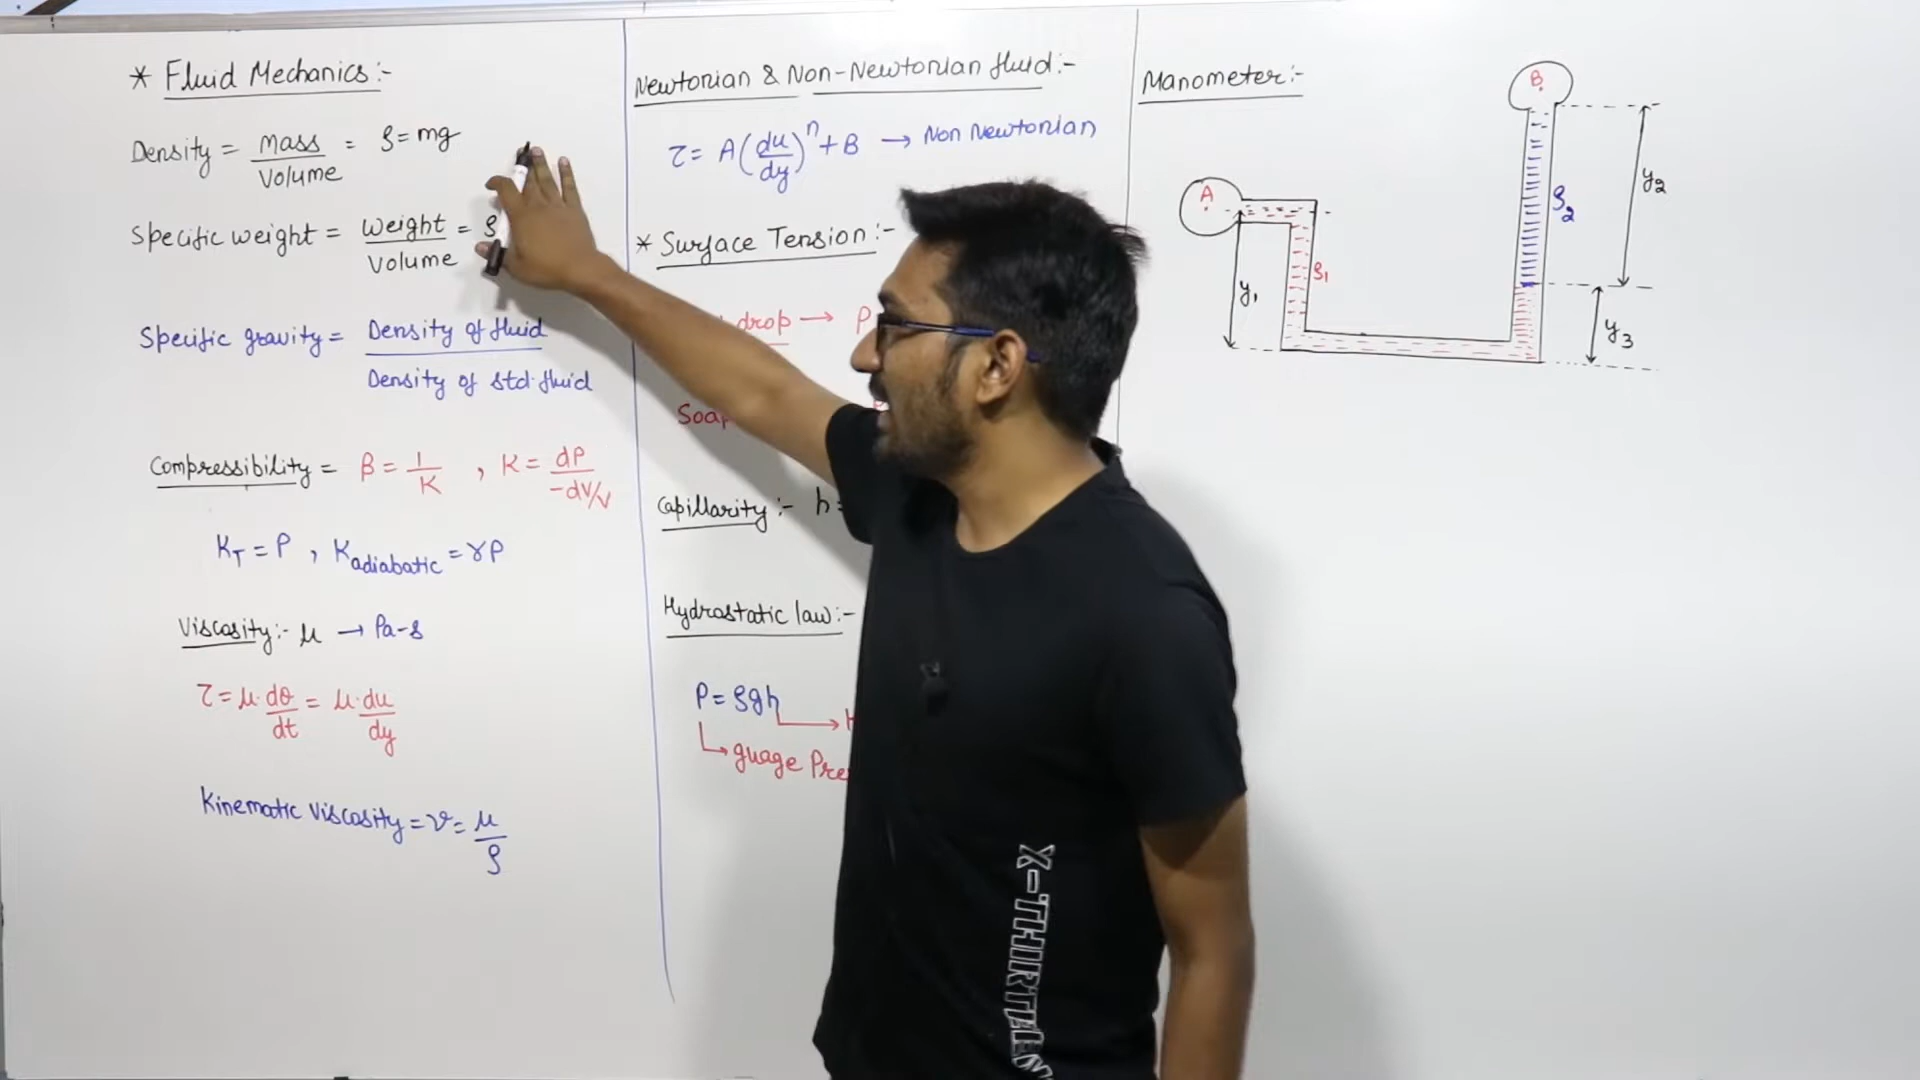 * Fluid Mechanics:-
Density = Mass / Volume = ρ = mg
Specific weight = weight / Volume = ρ
Specific gravity = Density of fluid / Density of std. fluid
Compressibility = β = 1/K , K = dP / -dV/V
K_T = P , K_adiabatic = γP
Viscosity:- μ → Pa-s
τ = μ. dθ/dt = μ. du/dy
Kinematic Viscosity = ν = μ/ρ
Newtonian & Non-Newtonian fluid:-
τ = A(du/dy)^n + B → Non Newtonian
* Surface Tension:-
drop → P
Soap
Capillarity:- h =
Hydrostatic law:-
P = ρgh
guage Pre
Manometer:-
A
B
y₁
ρ₁
ρ₂
y₂
y₃
X-THIRTEEN